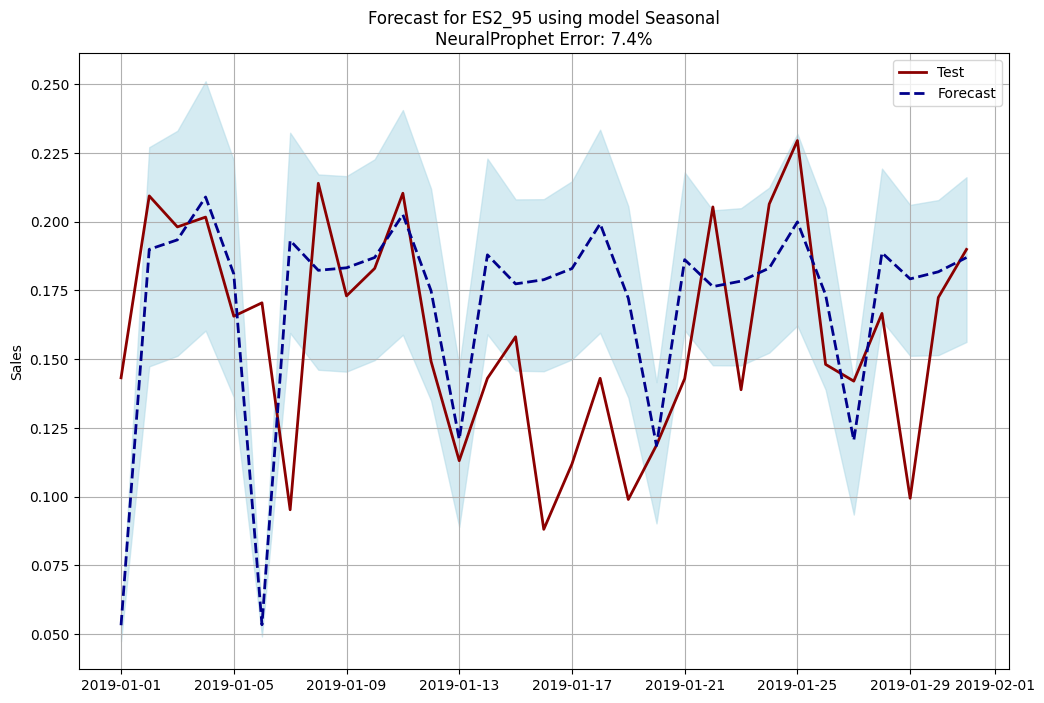 Forecast for ES2_95 using model Seasonal
NeuralProphet Error: 7.4%
Test
Forecast
Sales
0.250
0.225
0.200
0.175
0.150
0.125
0.100
0.075
0.050
2019-01-01 2019-01-05 2019-01-09 2019-01-13 2019-01-17 2019-01-21 2019-01-25 2019-01-29 2019-02-01